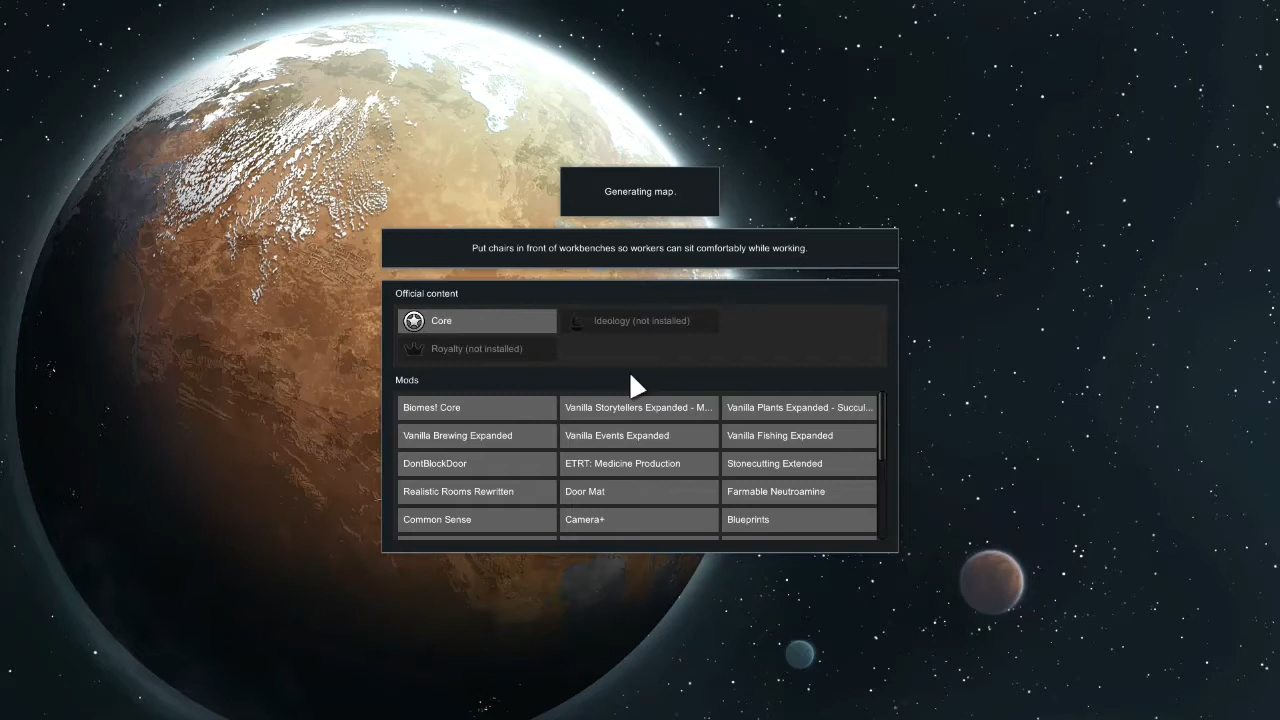 Generating map.
Put chairs in front of workbenches so workers can sit comfortably while working.
Official content
Core
Ideology (not installed)
Royalty (not installed)
Mods
Biomes! Core
Vanilla Storytellers Expanded - M...
Vanilla Plants Expanded - Succul...
Vanilla Brewing Expanded
Vanilla Events Expanded
Vanilla Fishing Expanded
DontBlockDoor
ETRT: Medicine Production
Stonecutting Extended
Realistic Rooms Rewritten
Door Mat
Farmable Neutroamine
Common Sense
Camera+
Blueprints